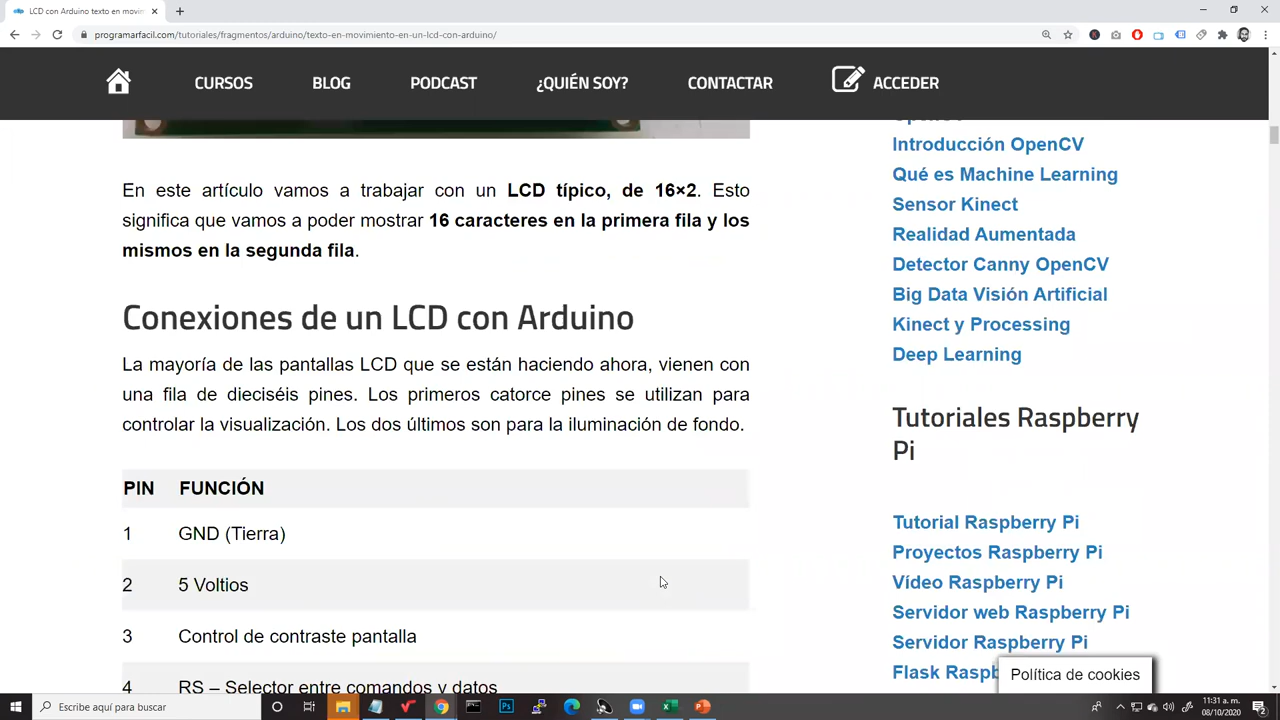 LCD con Arduino texto en movim
programarfacil.com/tutoriales/fragmentos/arduino/texto-en-movimiento-en-un-lcd-con-arduino/
CURSOS BLOG PODCAST ¿QUIÉN SOY? CONTACTAR ACCEDER
En este artículo vamos a trabajar con un LCD típico, de 16×2. Esto
significa que vamos a poder mostrar 16 caracteres en la primera fila y los
mismos en la segunda fila.
Conexiones de un LCD con Arduino
La mayoría de las pantallas LCD que se están haciendo ahora, vienen con
una fila de dieciséis pines. Los primeros catorce pines se utilizan para
controlar la visualización. Los dos últimos son para la iluminación de fondo.
PIN FUNCIÓN
1 GND (Tierra)
2 5 Voltios
3 Control de contraste pantalla
4 RS – Selector entre comandos y datos
Introducción OpenCV
Qué es Machine Learning
Sensor Kinect
Realidad Aumentada
Detector Canny OpenCV
Big Data Visión Artificial
Kinect y Processing
Deep Learning
Tutoriales Raspberry
Pi
Tutorial Raspberry Pi
Proyectos Raspberry Pi
Vídeo Raspberry Pi
Servidor web Raspberry Pi
Servidor Raspberry Pi
Flask Raspb
Política de cookies
Escribe aquí para buscar
11:31 a. m.
08/10/2020